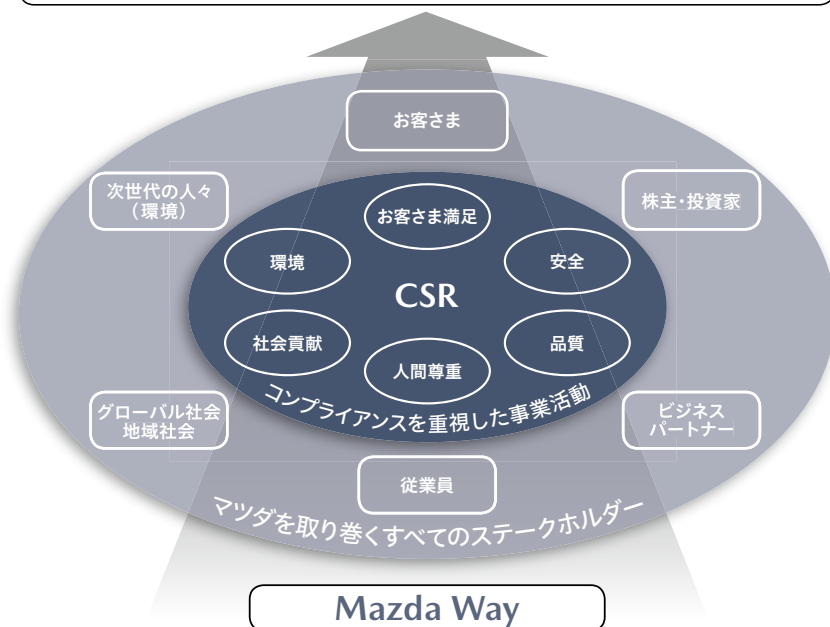 お客さま
次世代の人々
(環境)
株主・投資家
お客さま満足
環境
安全
CSR
社会貢献
品質
人間尊重
コンプライアンスを重視した事業活動
グローバル社会
地域社会
ビジネス
パートナー
従業員
マツダを取り巻くすべてのステークホルダー
Mazda Way